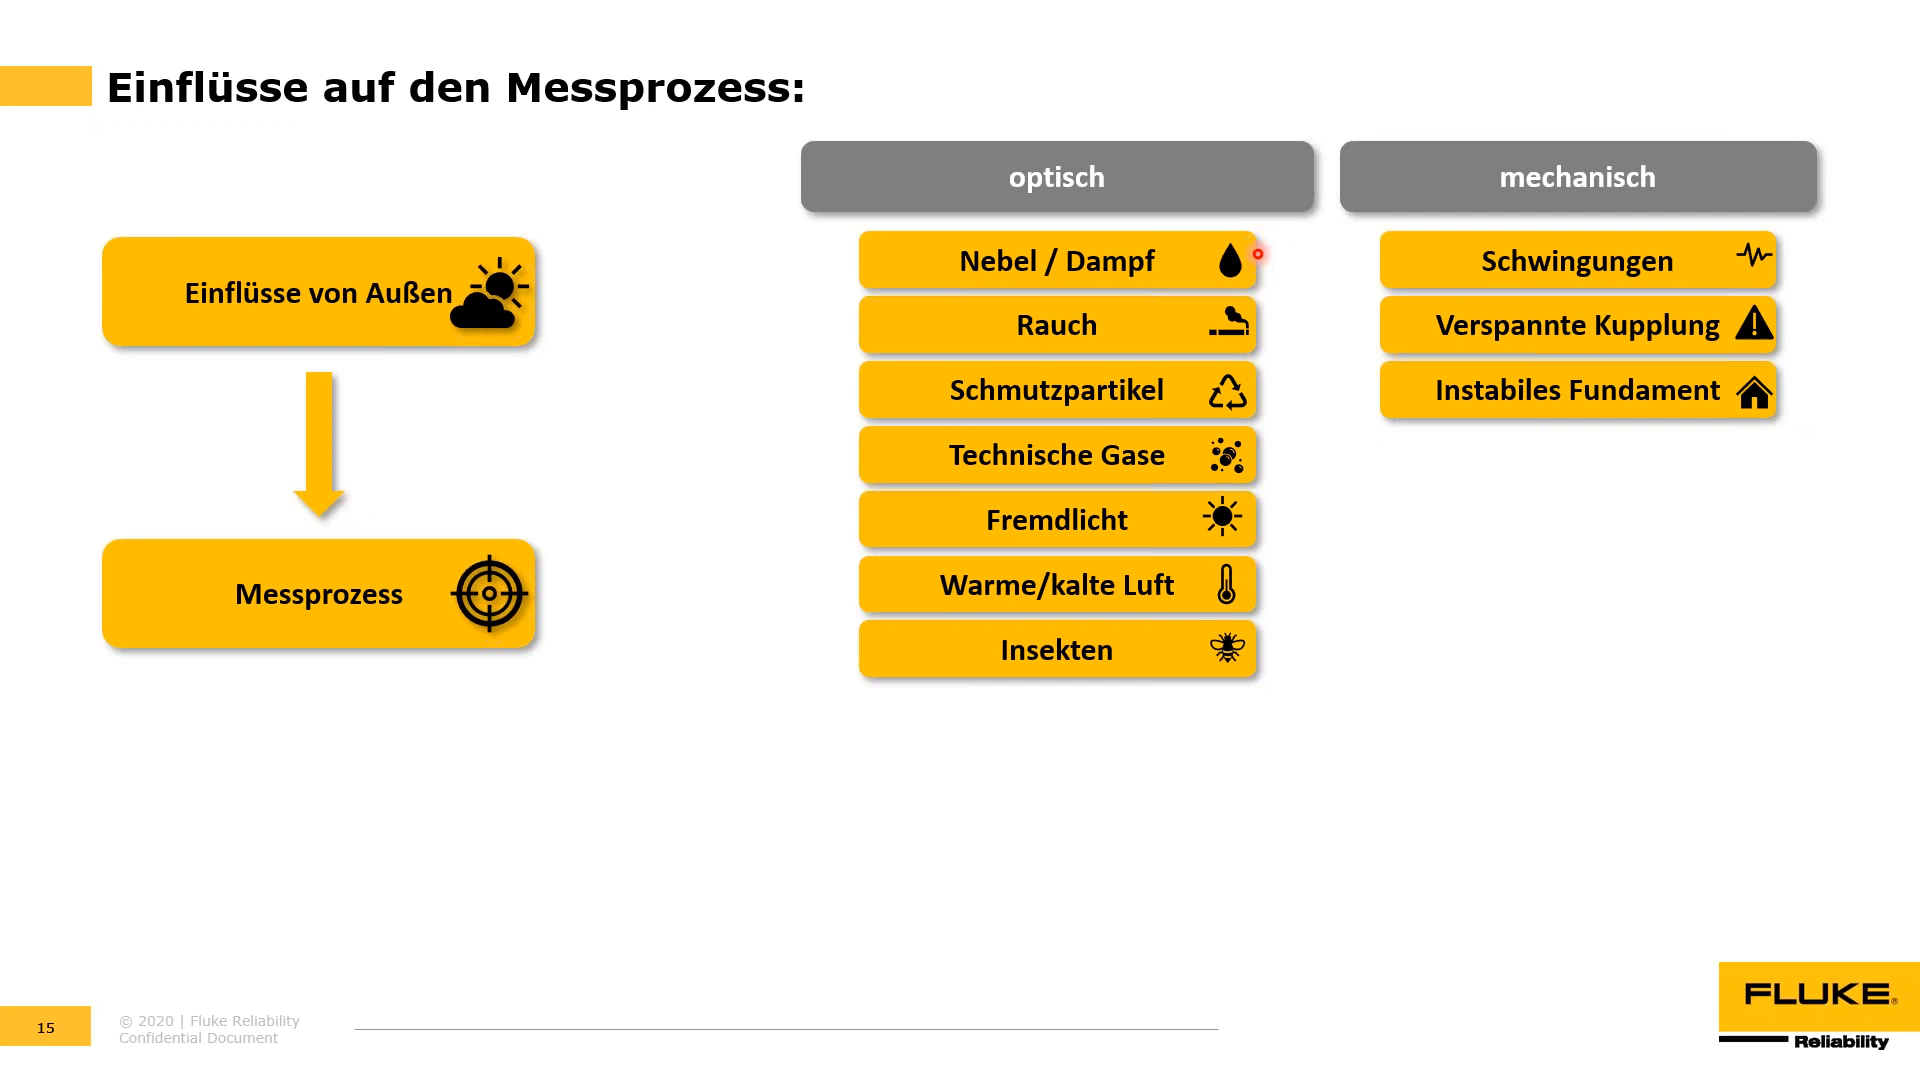 Einflüsse auf den Messprozess:
Einflüsse von Außen
Messprozess
optisch
Nebel / Dampf
Rauch
Schmutzpartikel
Technische Gase
Fremdlicht
Warme/kalte Luft
Insekten
mechanisch
Schwingungen
Verspannte Kupplung
Instabiles Fundament
15
© 2020 | Fluke Reliability
Confidential Document
FLUKE®
Reliability